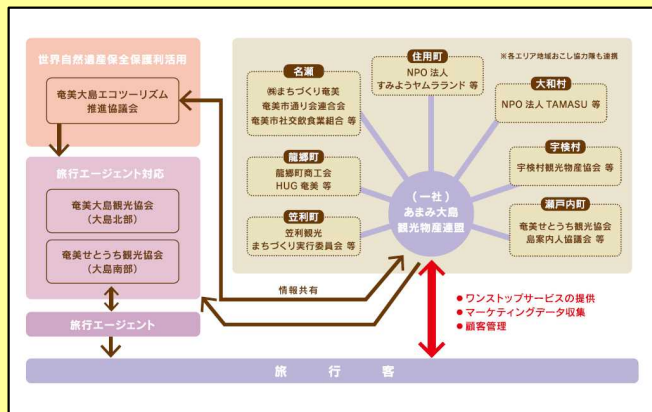 世界自然遺産保全保護利活用
奄美大島エコツーリズム
推進協議会
旅行エージェント対応
奄美大島観光協会
(大島北部)
奄美せとうち観光協会
(大島南部)
旅行エージェント
情報共有
名瀬
㈱まちづくり奄美
奄美市通り会連合会
奄美市社交飲食業組合 等
龍郷町
龍郷町商工会
HUG 奄美 等
笠利町
笠利観光
まちづくり実行委員会 等
住用町
NPO 法人
すみようヤムラランド 等
※各エリア地域おこし協力隊も連携
大和村
NPO 法人 TAMASU 等
宇検村
宇検村観光物産協会 等
瀬戸内町
奄美せとうち観光協会
島案内人協議会 等
(一社)
あまみ大島
観光物産連盟
●ワンストップサービスの提供
●マーケティングデータ収集
●顧客管理
旅行客